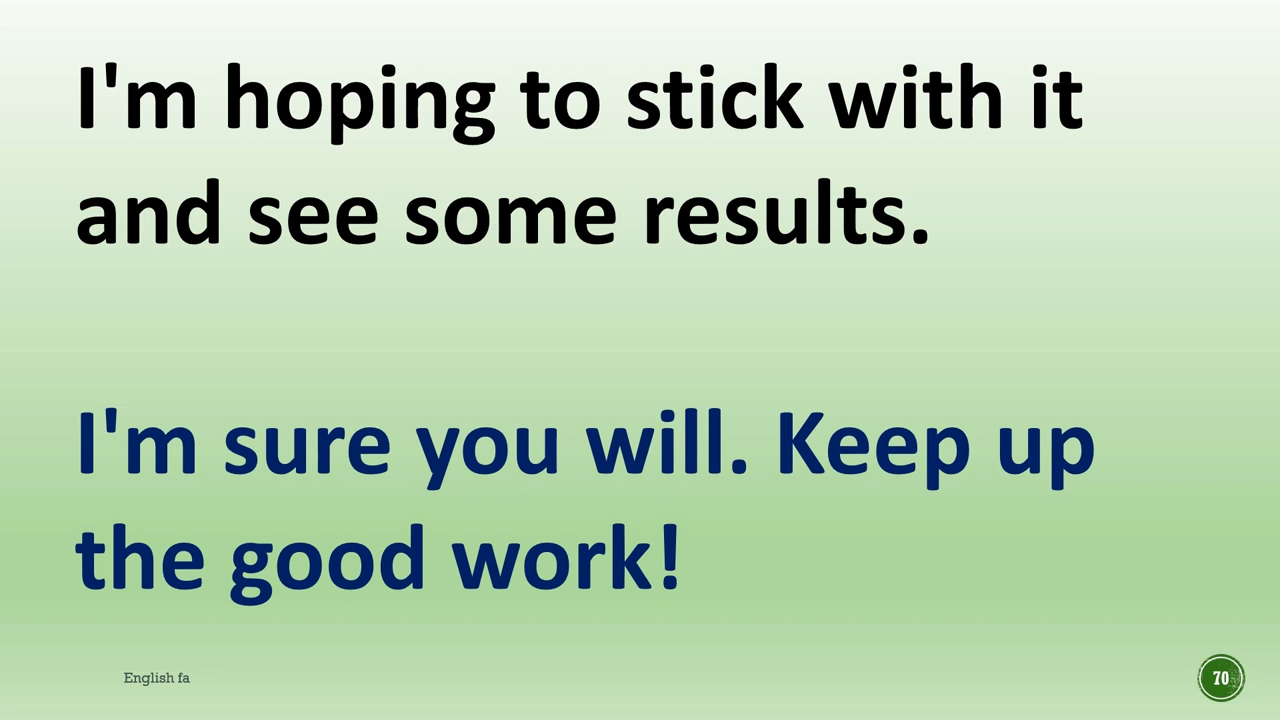 I'm hoping to stick with it
and see some results.
I'm sure you will. Keep up
the good work!
English fa
70